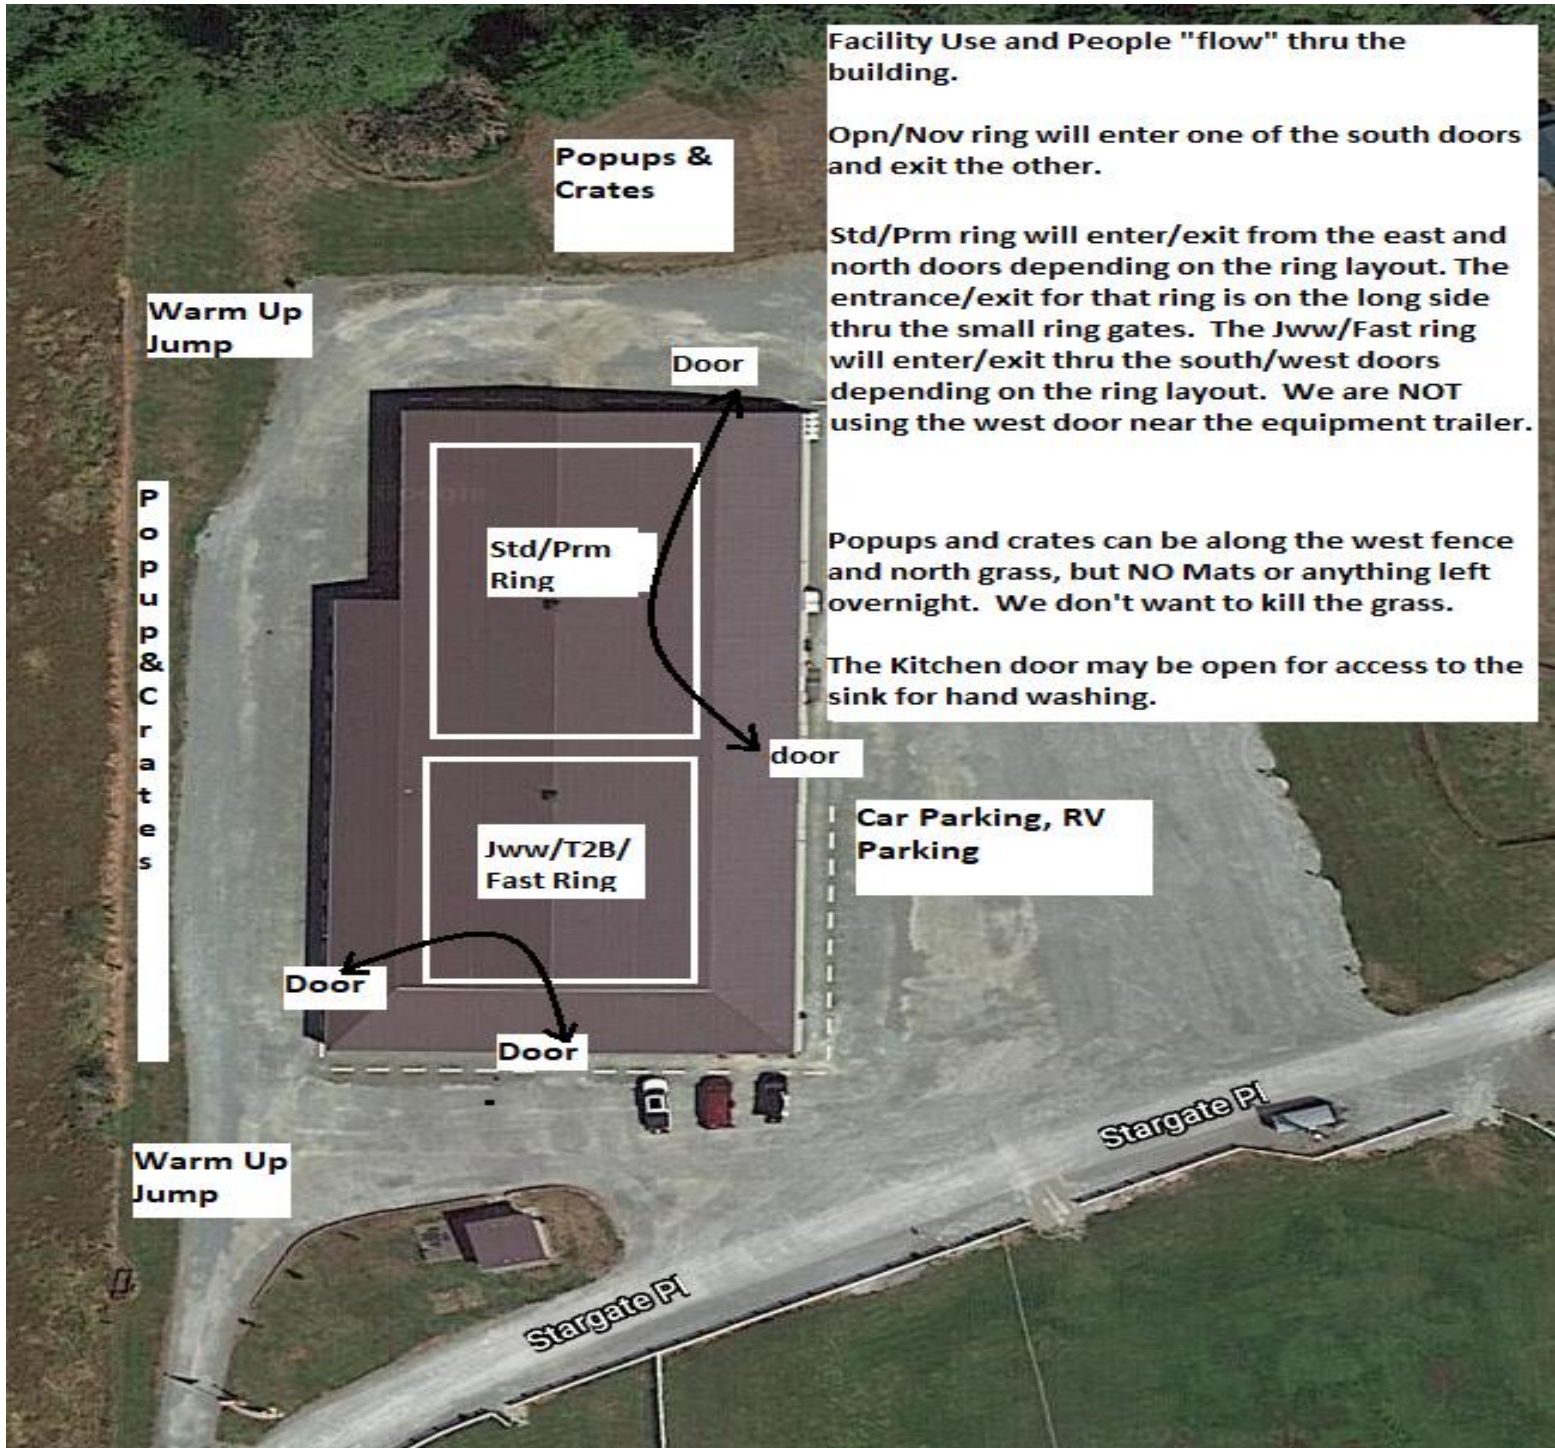 Facility Use and People "flow" thru the
building.
Opn/Nov ring will enter one of the south doors
and exit the other.
Std/Prm ring will enter/exit from the east and
north doors depending on the ring layout. The
entrance/exit for that ring is on the long side
thru the small ring gates. The Jww/Fast ring
will enter/exit thru the south/west doors
depending on the ring layout. We are NOT
using the west door near the equipment trailer.
Popups and crates can be along the west fence
and north grass, but NO Mats or anything left
overnight. We don't want to kill the grass.
The Kitchen door may be open for access to the
sink for hand washing.
Popups &
Crates
Warm Up
Jump
Door
Popup&Crates
Std/Prm
Ring
door
Car Parking, RV
Parking
Jww/T2B/
Fast Ring
Door
Door
Warm Up
Jump
Stargate Pl
Stargate Pl